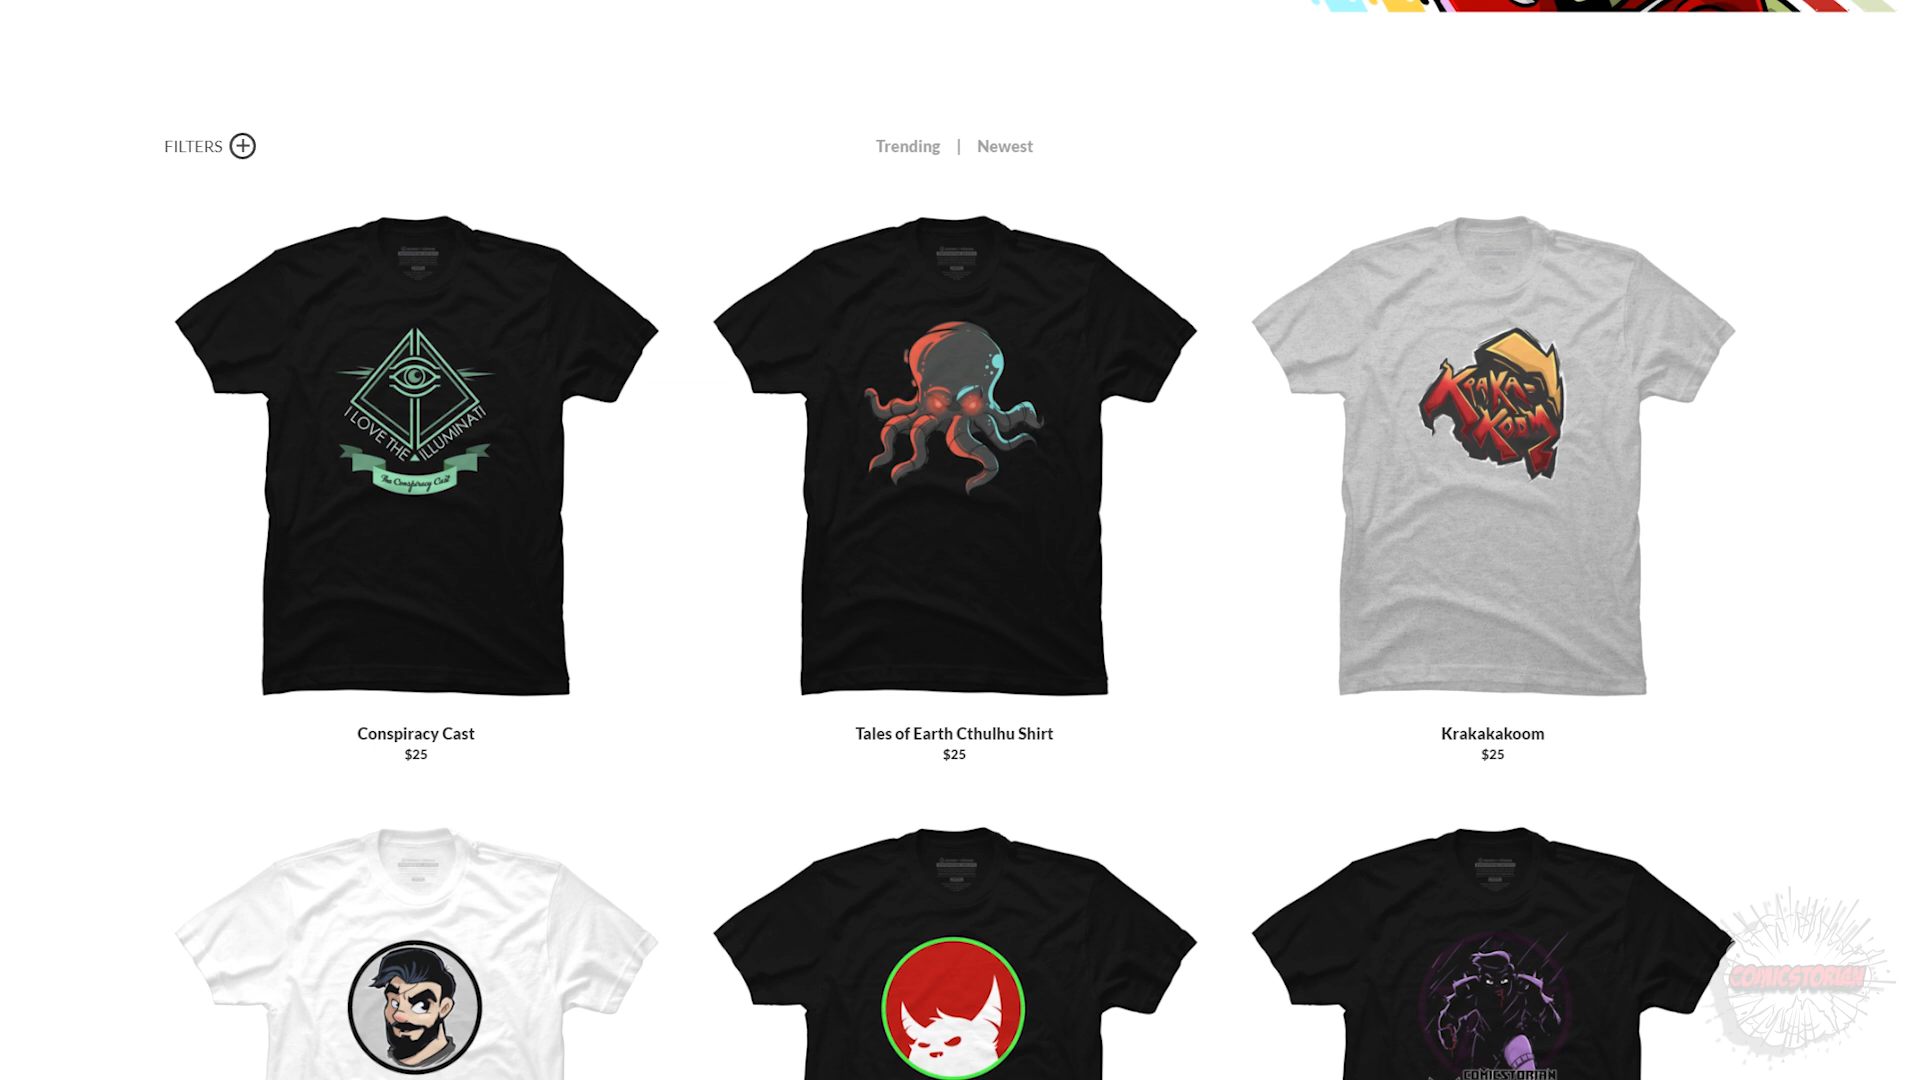 FILTERS
Trending | Newest
I LOVE THE ILLUMINATI
The Conspiracy Cast
KRAKA-
KOOM
Conspiracy Cast
$25
Tales of Earth Cthulhu Shirt
$25
Krakakakoom
$25
COMICSTORIAN
COMICSTORIAN